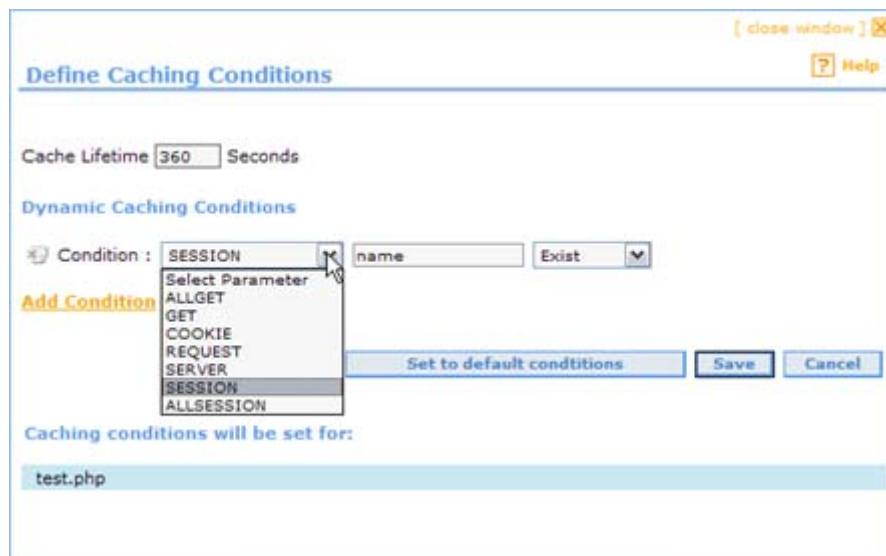 [ close window ]
Define Caching Conditions
? Help
Cache Lifetime 360 Seconds
Dynamic Caching Conditions
Condition : SESSION name Exist
Select Parameter
ALLGET
Add Condition
GET
COOKIE
REQUEST
SERVER
SESSION
ALLSESSION
Set to default condtitions Save Cancel
Caching conditions will be set for:
test.php